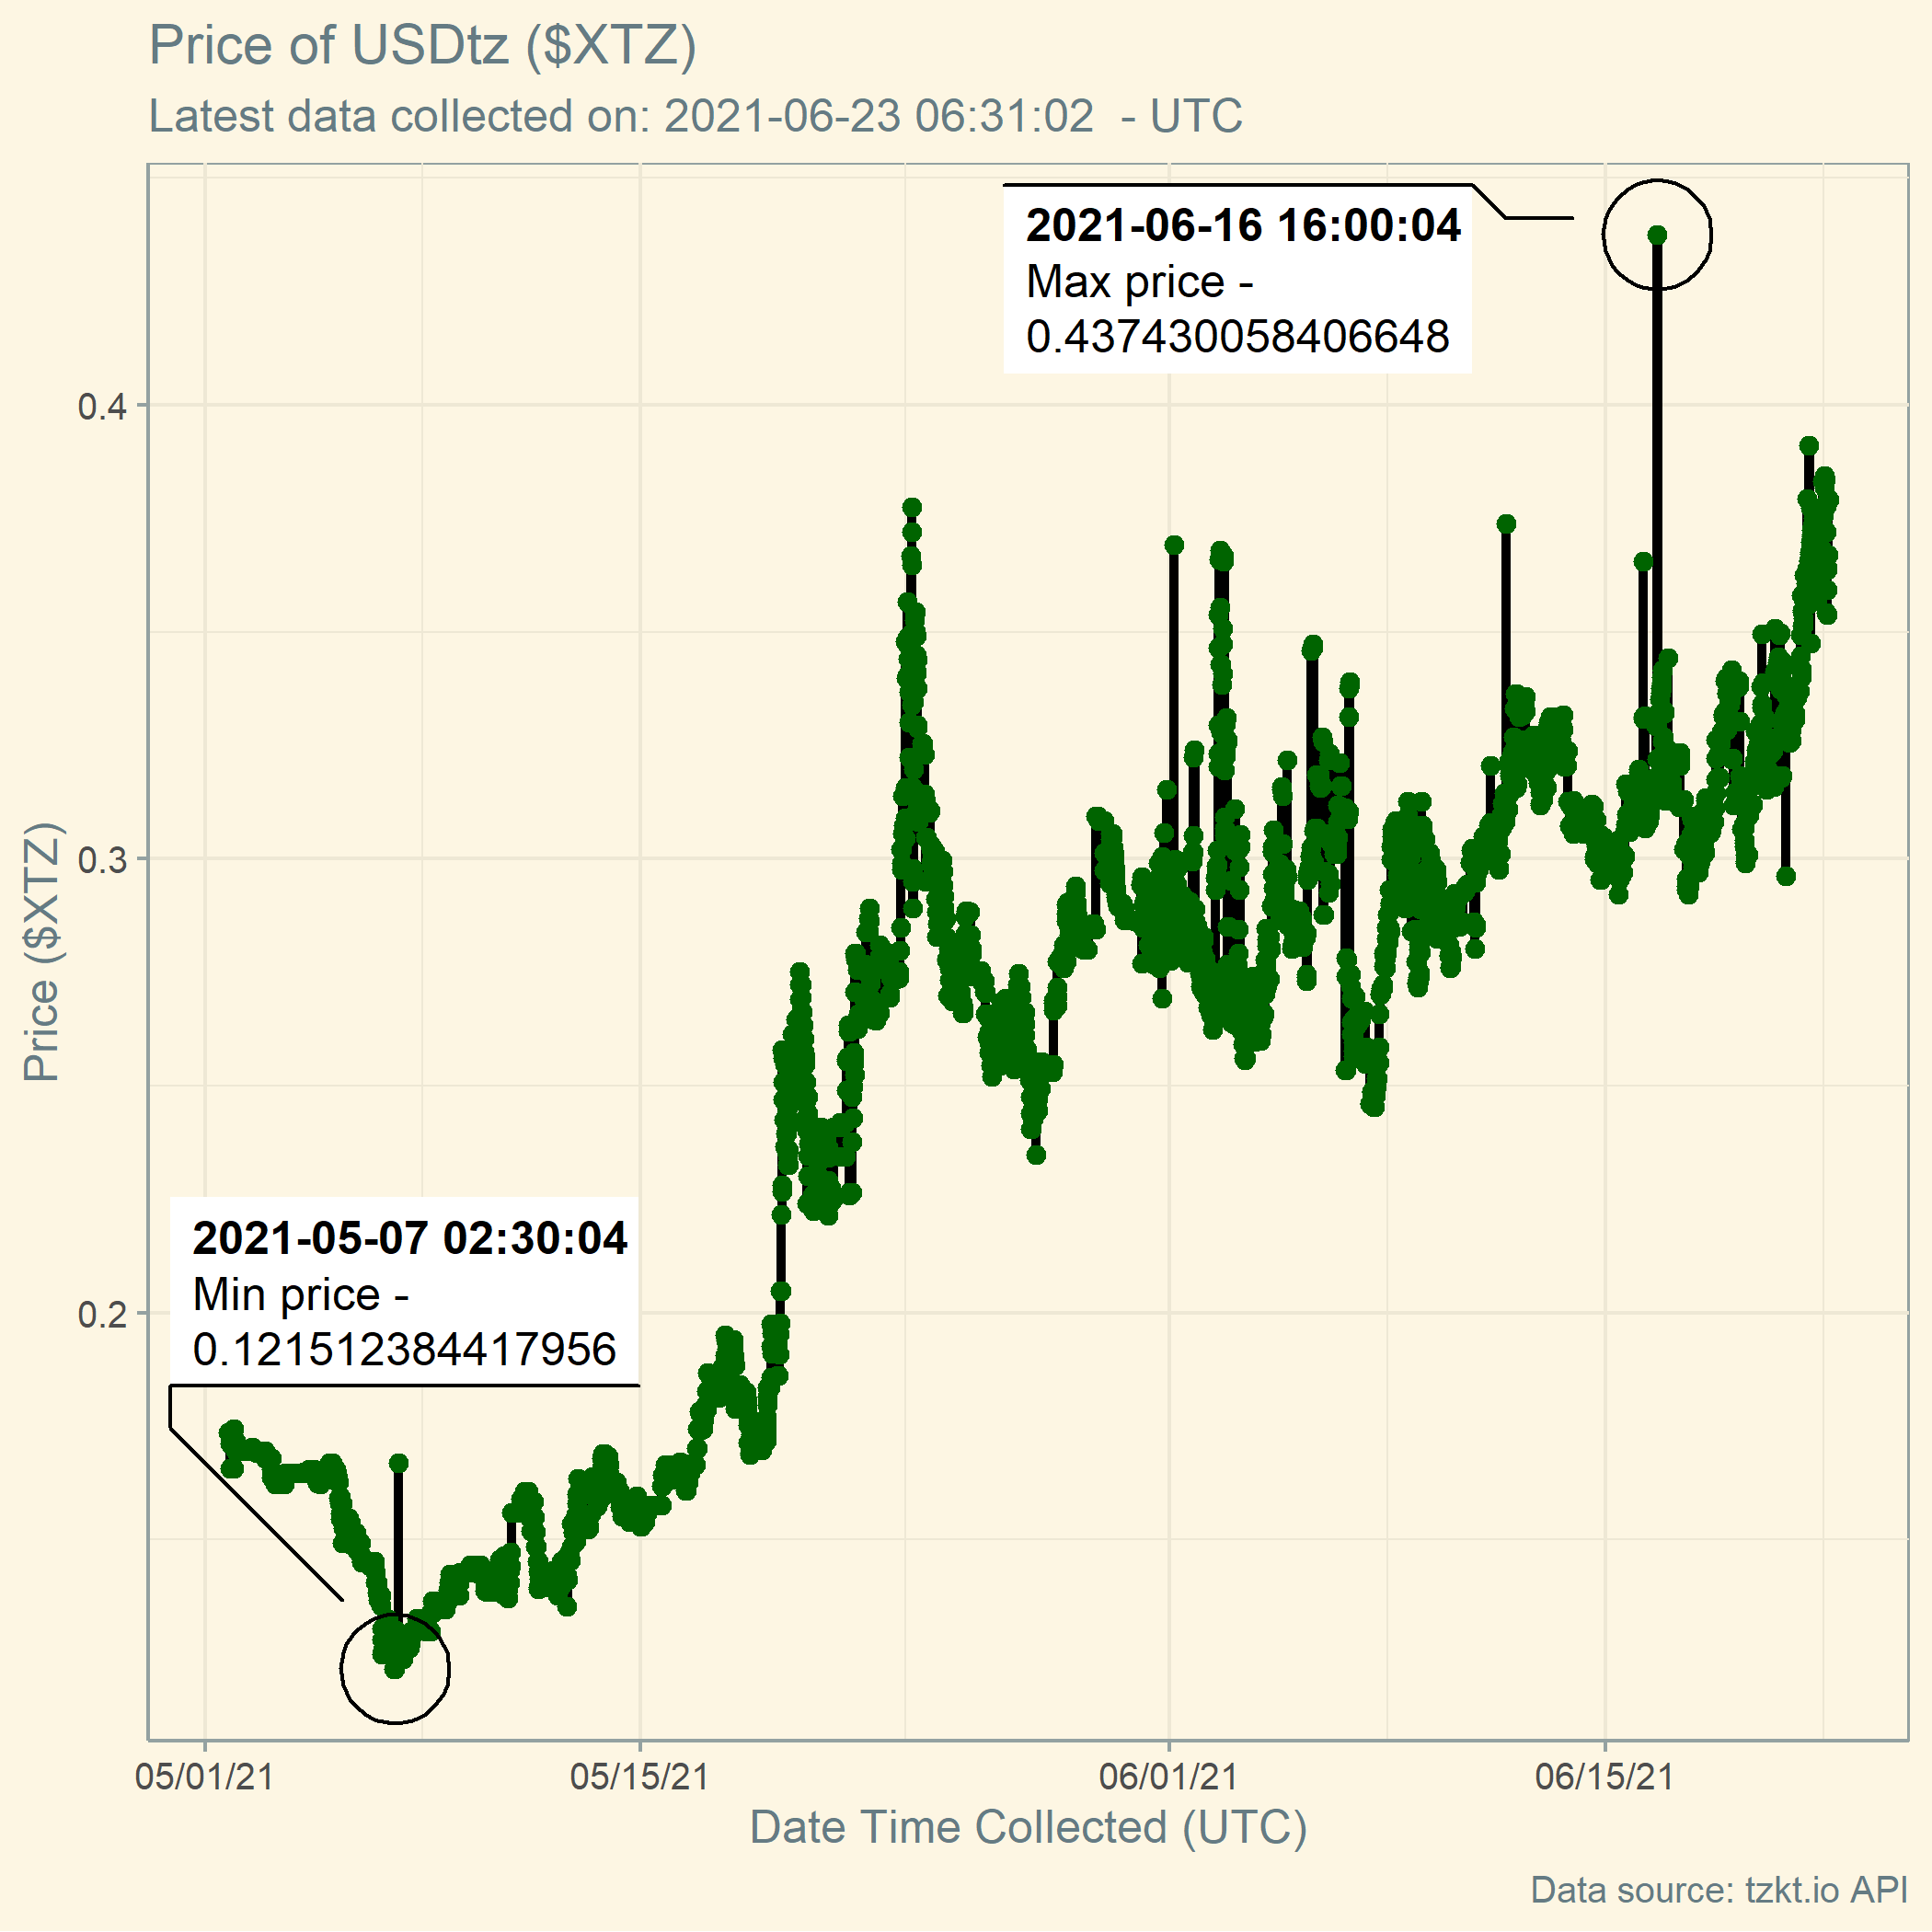 Price of USDtz ($XTZ)
Latest data collected on: 2021-06-23 06:31:02  - UTC
2021-06-16 16:00:04
Max price -
0.437430058406648
0.4
0.3
0.2
Price ($XTZ)
2021-05-07 02:30:04
Min price -
0.121512384417956
05/01/21
05/15/21
06/01/21
06/15/21
Date Time Collected (UTC)
Data source: tzkt.io API